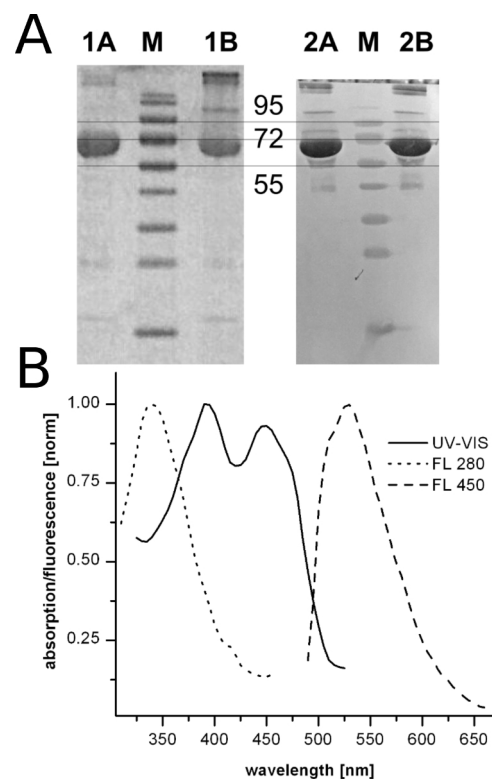 A
1A M 1B 2A M 2B
95
72
55
B
1.00
0.75
0.50
0.25
absorption/fluorescence [norm]
UV-VIS
FL 280
FL 450
350 400 450 500 550 600 650
wavelength [nm]